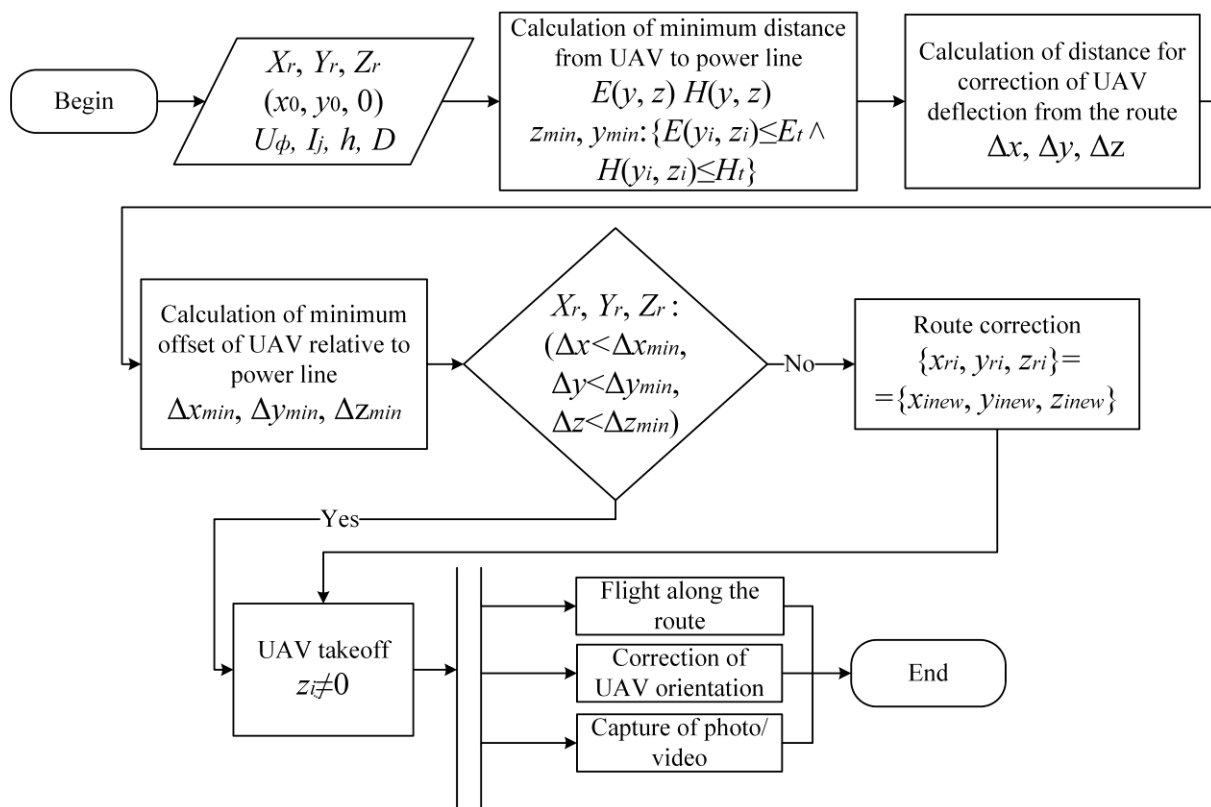 Begin
Xr, Yr, Zr
(x0, y0, 0)
Uф, Ij, h, D
Calculation of minimum distance
from UAV to power line
E(y, z) H(y, z)
zmin, ymin:{E(yi, zi)≤Et ∧
H(yi, zi)≤Ht}
Calculation of distance for
correction of UAV
deflection from the route
Δx, Δy, Δz
Calculation of minimum
offset of UAV relative to
power line
Δxmin, Δymin, Δzmin
Xr, Yr, Zr :
(Δx<Δxmin,
Δy<Δymin,
Δz<Δzmin)
No
Route correction
{xri, yri, zri}=
={xinew, yinew, zinew}
Yes
UAV takeoff
zi≠0
Flight along the
route
Correction of
UAV orientation
Capture of photo/
video
End